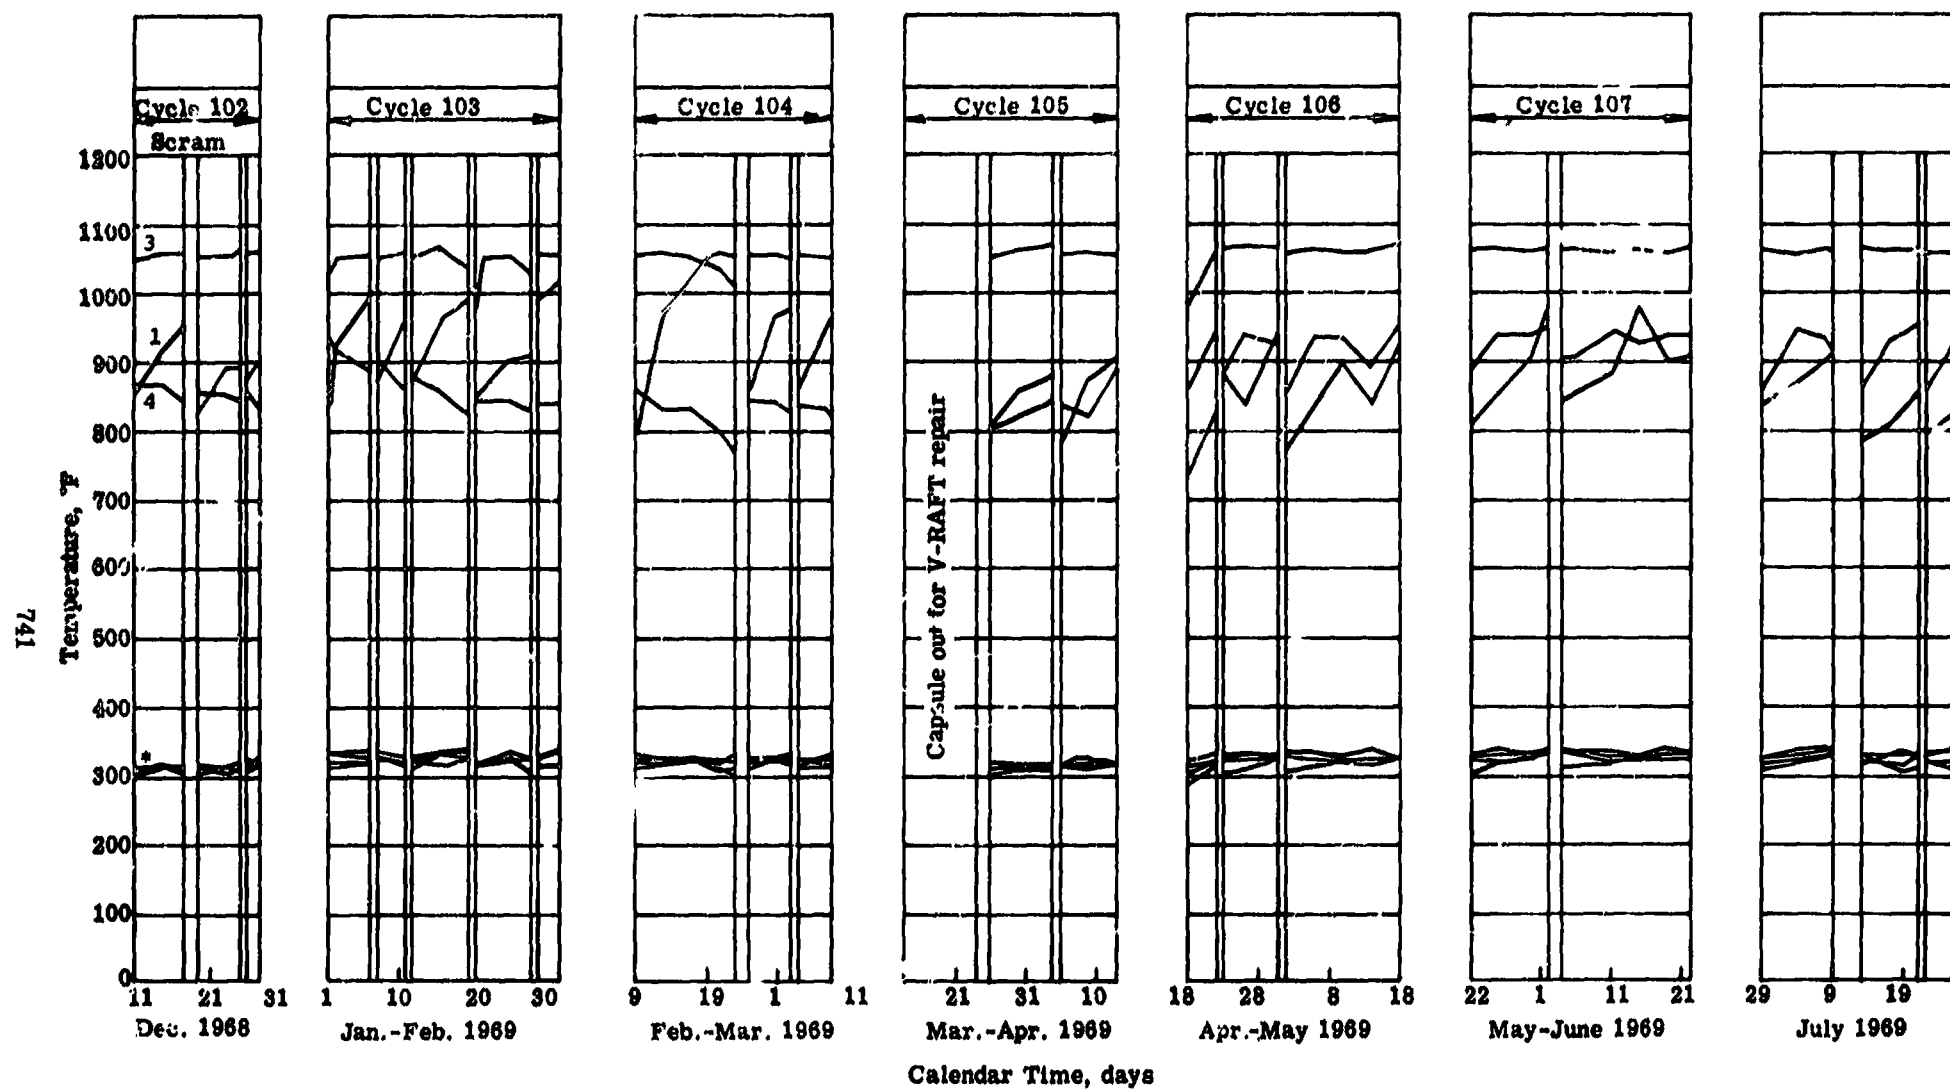 Cycle 102
Cycle 103
Cycle 104
Cycle 105
Cycle 106
Cycle 107
Scram
1200
1100
1000
900
800
700
600
500
400
300
200
100
0
Temperature, °F
741
3
1
4
*
Capsule out for V-RAFT repair
11 21 31
1 10 20 30
9 19 1 11
21 31 10
18 28 8 18
22 1 11 21
29 9 19
Dec. 1968
Jan.-Feb. 1969
Feb.-Mar. 1969
Mar.-Apr. 1969
Apr.-May 1969
May-June 1969
July 1969
Calendar Time, days